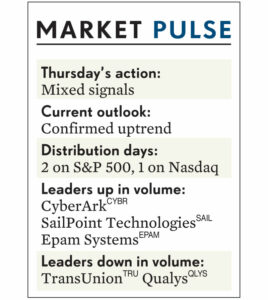 MARKET PULSE
Thursday's action:
Mixed signals
Current outlook:
Confirmed uptrend
Distribution days:
2 on S&P 500, 1 on Nasdaq
Leaders up in volume:
CyberArk CYBR
SailPoint Technologies SAIL
Epam Systems EPAM
Leaders down in volume:
TransUnion TRU Qualys QLYS